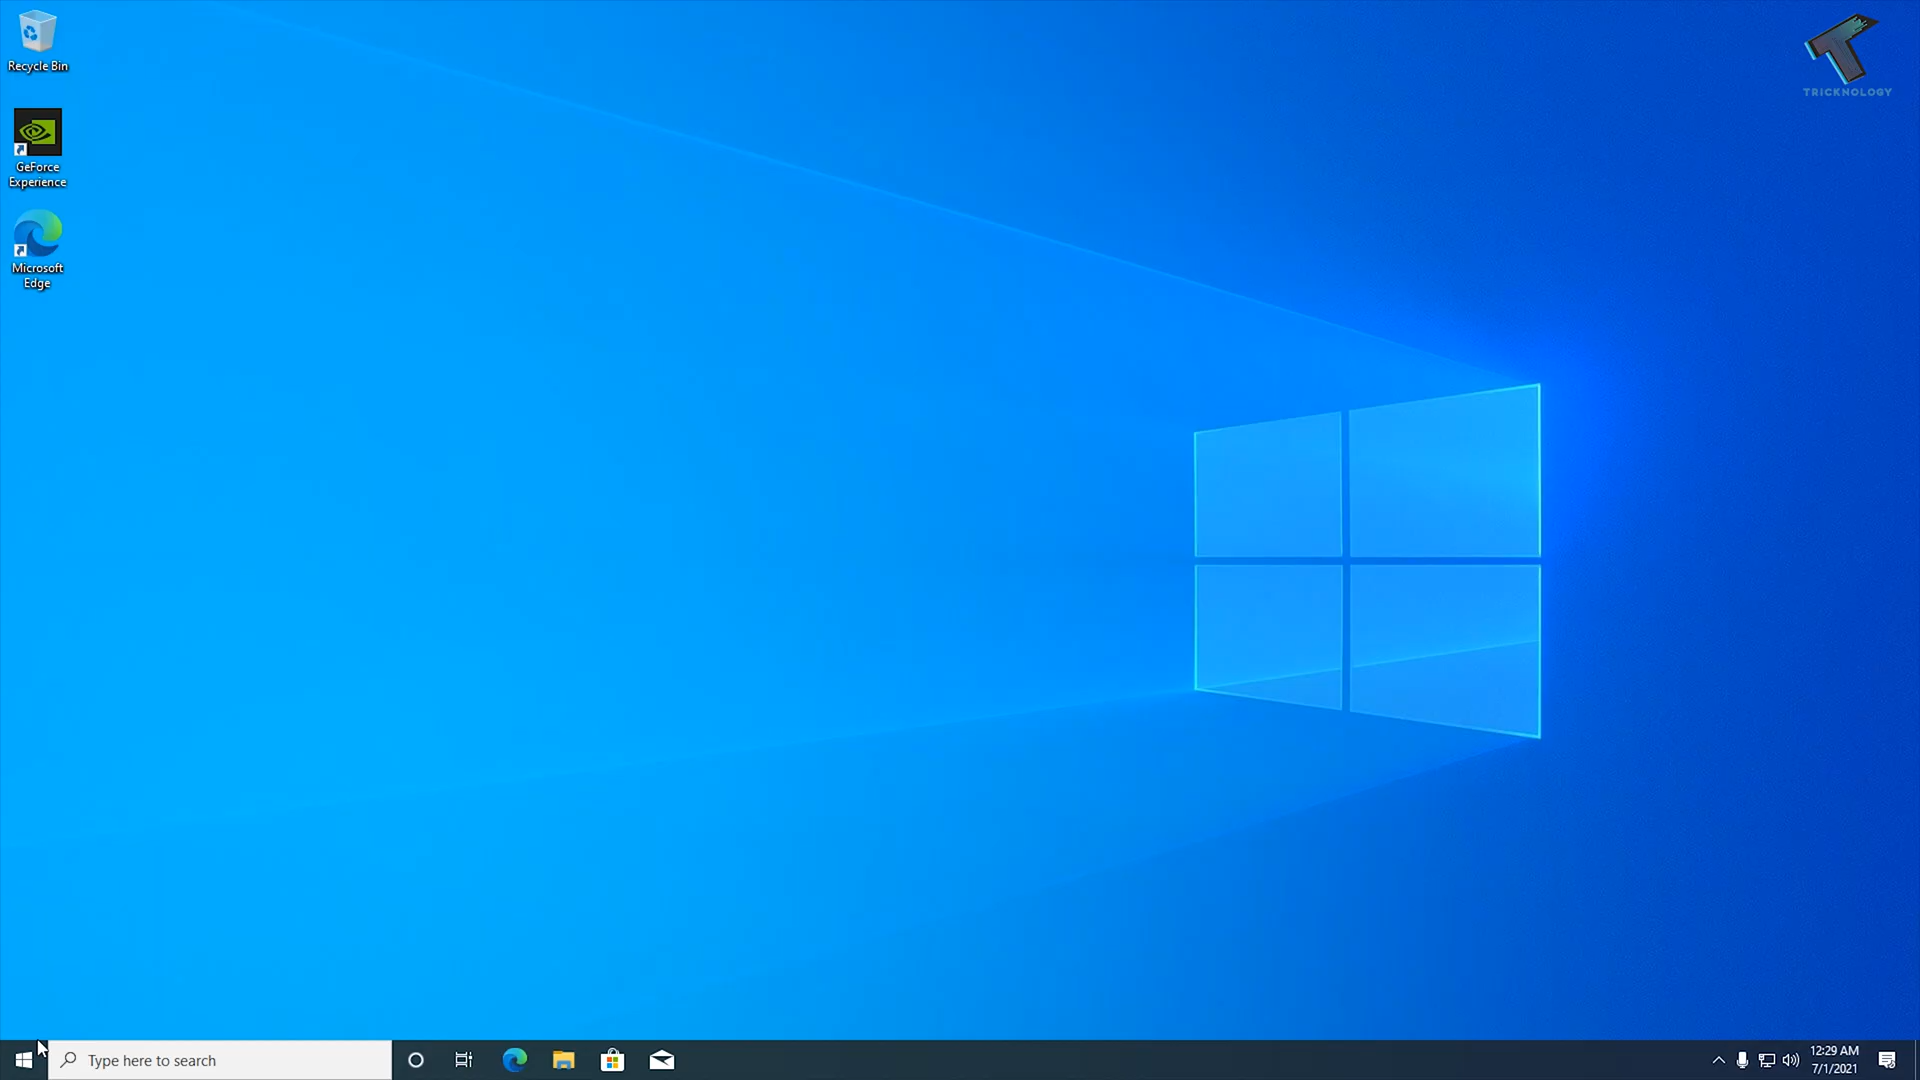 Recycle Bin
TRICKNOLOGY
GeForce
Experience
Microsoft
Edge
Type here to search
12:29 AM
7/1/2021